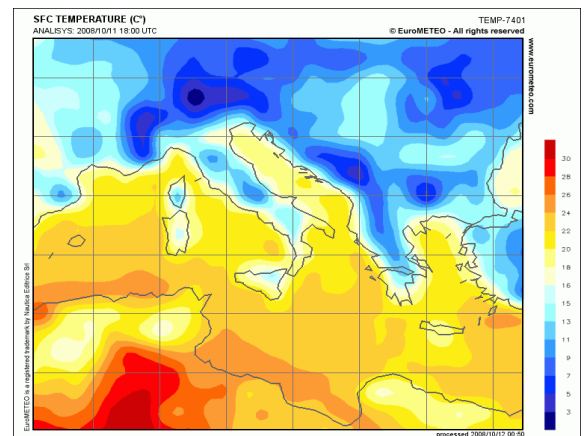 SFC TEMPERATURE (C°)
TEMP-7401
ANALISYS: 2008/10/11 18:00 UTC
© EuroMETEO - All rights reserved
www.eurometeo.com
30
28
26
24
22
20
18
16
15
13
11
9
7
5
3
EuroMETEO is a registered trademark by Nautica Editrice Srl
processed 2008/10/12 00:50